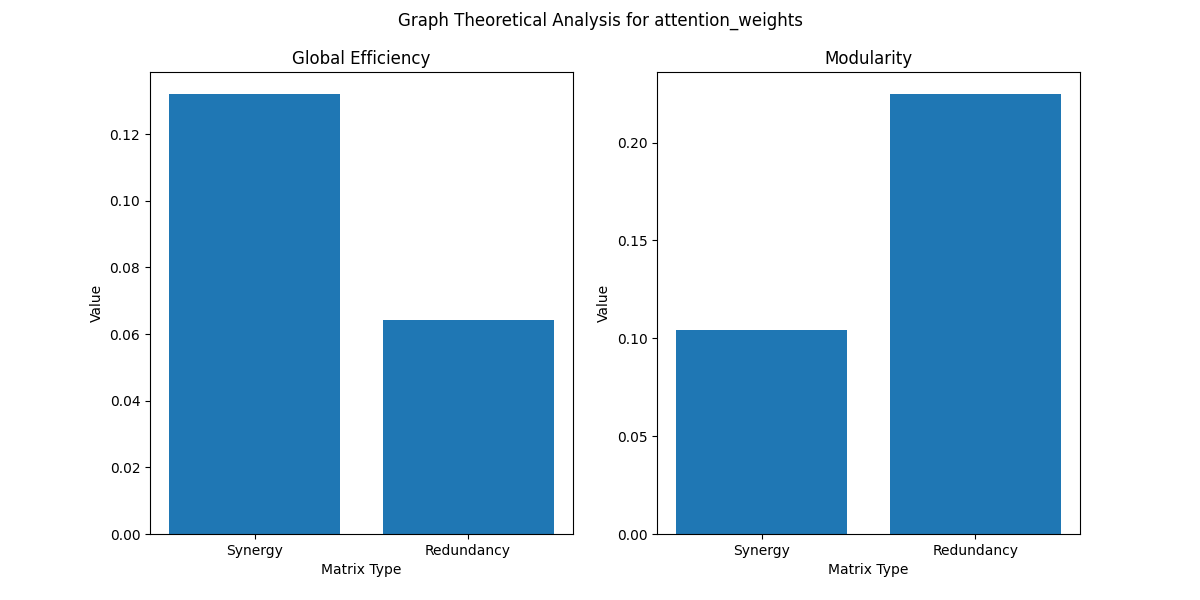 Graph Theoretical Analysis for attention_weights
Global Efficiency
Value
0.12
0.10
0.08
0.06
0.04
0.02
0.00
Synergy Redundancy
Matrix Type
Modularity
Value
0.20
0.15
0.10
0.05
0.00
Synergy Redundancy
Matrix Type